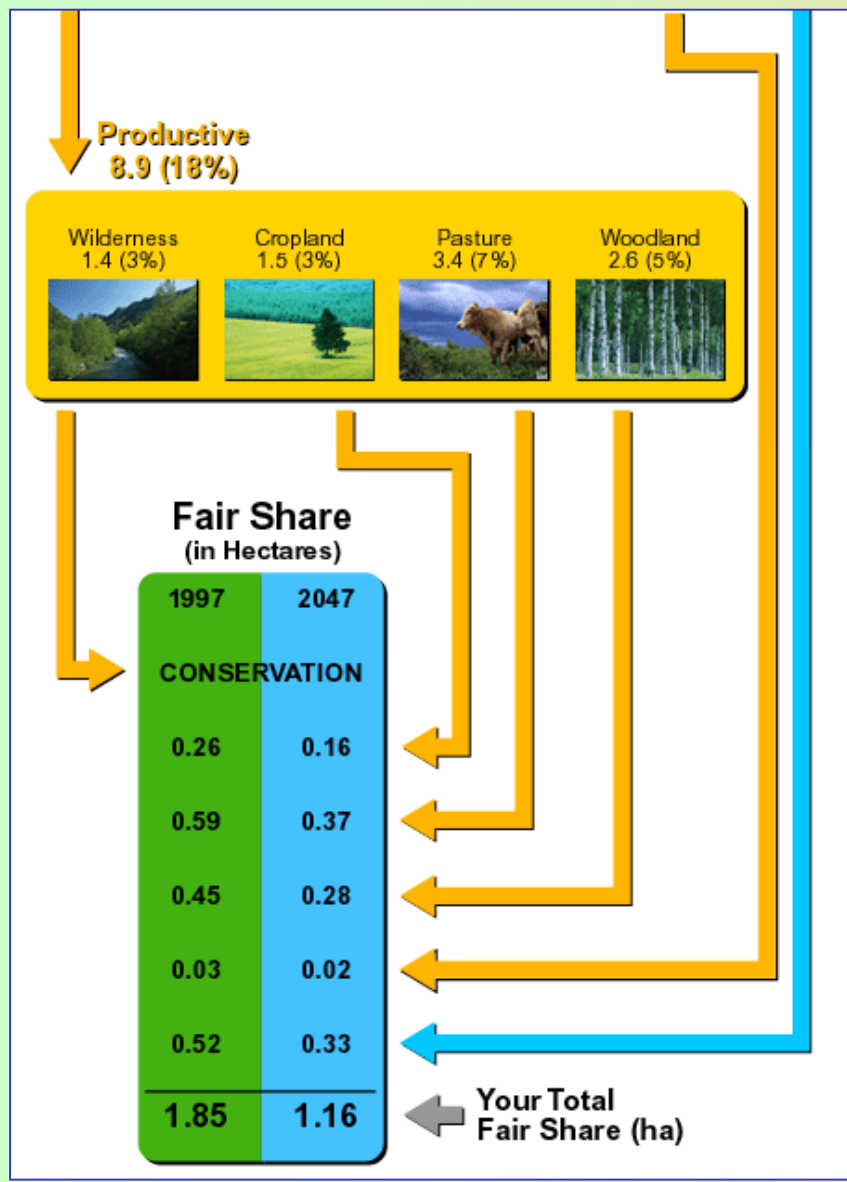 Productive
8.9 (18%)
Wilderness
1.4 (3%)
Cropland
1.5 (3%)
Pasture
3.4 (7%)
Woodland
2.6 (5%)
Fair Share
(in Hectares)
1997 2047
CONSERVATION
0.26 0.16
0.59 0.37
0.45 0.28
0.03 0.02
0.52 0.33
1.85 1.16
Your Total
Fair Share (ha)